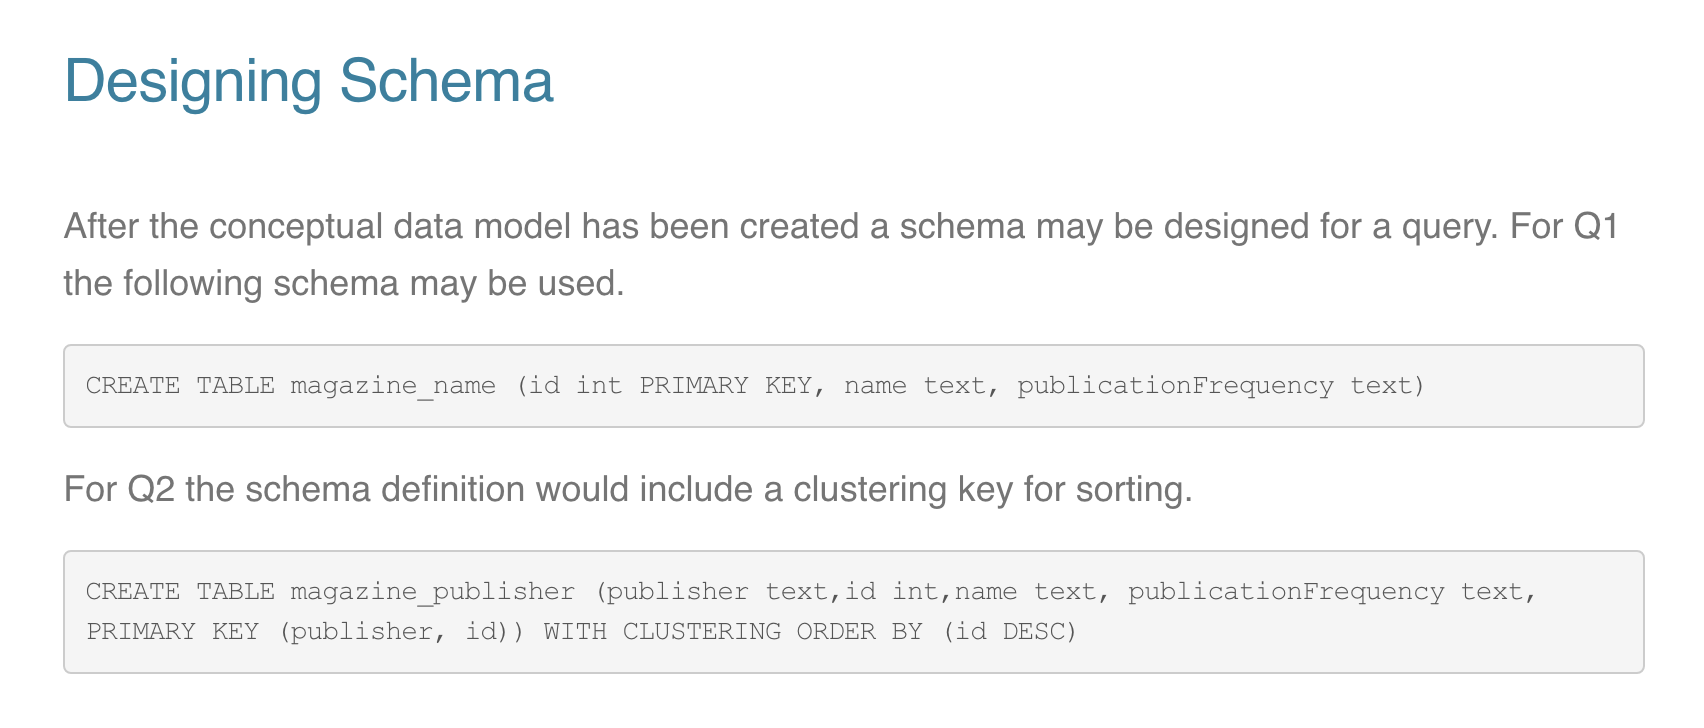 Designing Schema
After the conceptual data model has been created a schema may be designed for a query. For Q1
the following schema may be used.
CREATE TABLE magazine_name (id int PRIMARY KEY, name text, publicationFrequency text)
For Q2 the schema definition would include a clustering key for sorting.
CREATE TABLE magazine_publisher (publisher text,id int,name text, publicationFrequency text,
PRIMARY KEY (publisher, id)) WITH CLUSTERING ORDER BY (id DESC)